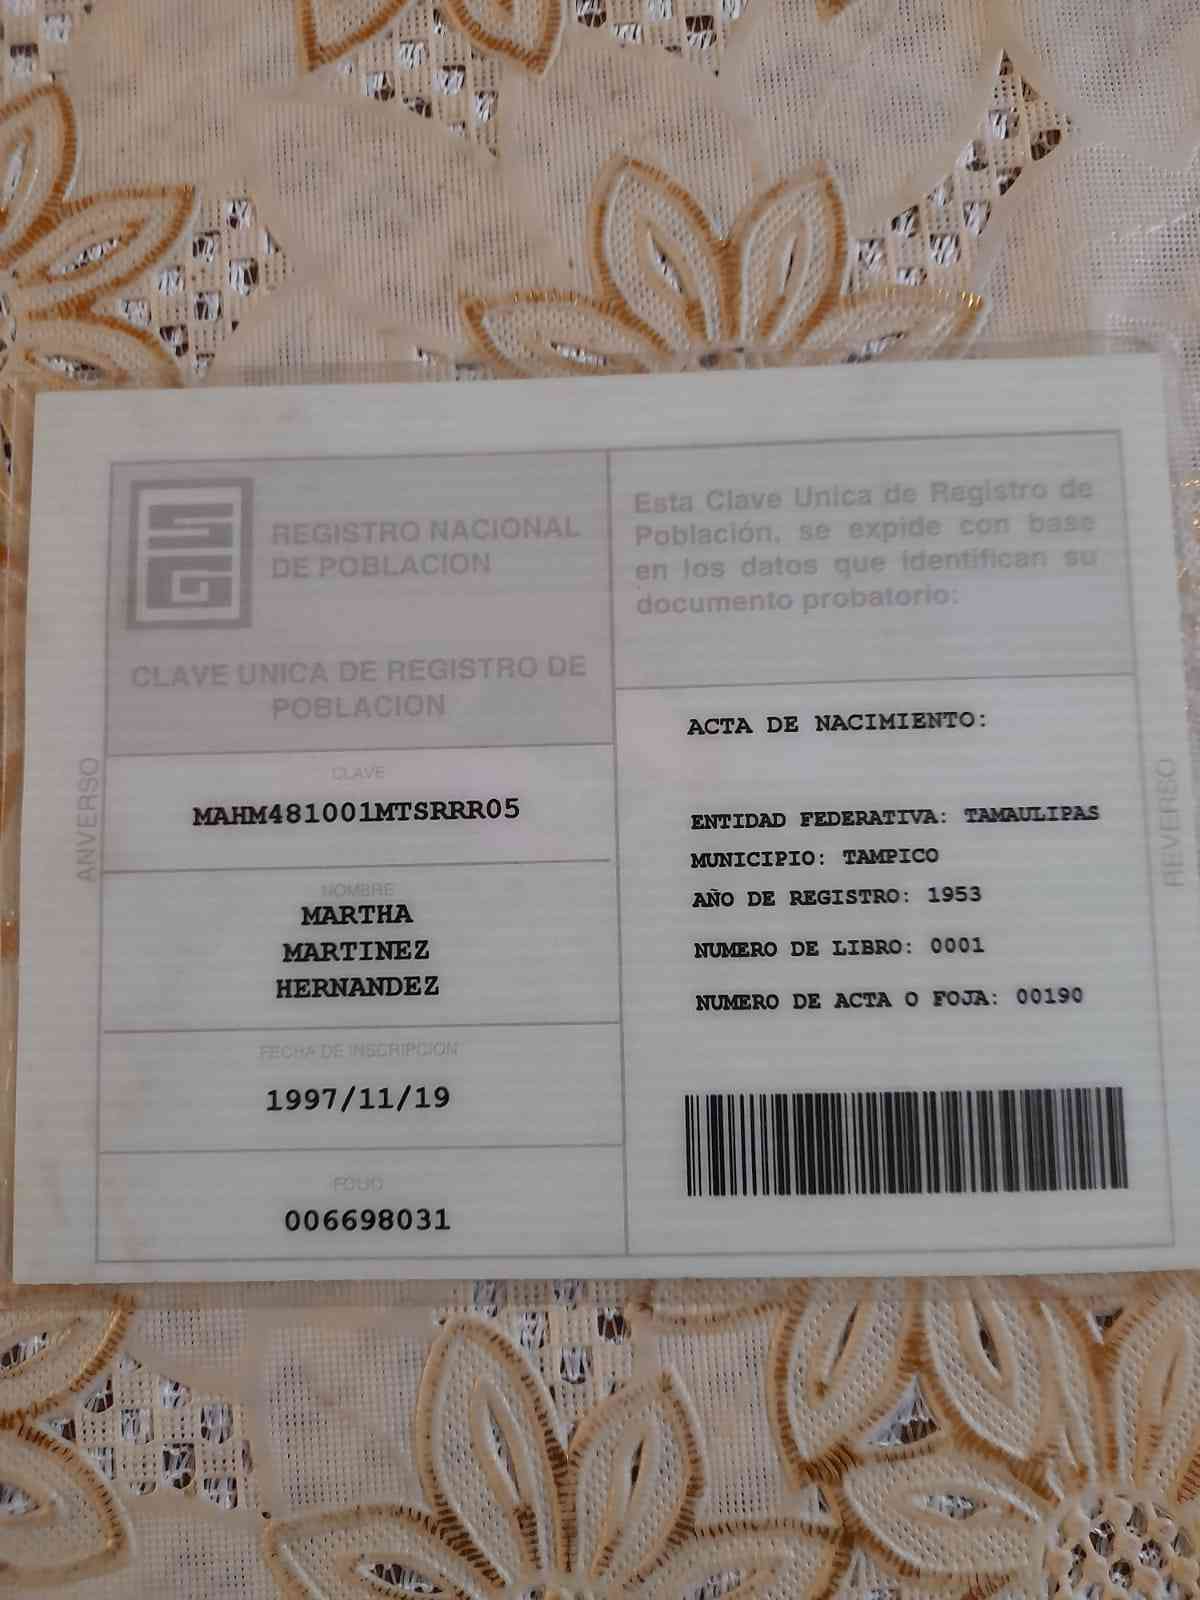 SG
REGISTRO NACIONAL
DE POBLACION
CLAVE UNICA DE REGISTRO DE
POBLACION
ANVERSO
CLAVE
MAHM481001MTSRRR05
NOMBRE
MARTHA
MARTINEZ
HERNANDEZ
FECHA DE INSCRIPCION
1997/11/19
FOLIO
006698031
Esta Clave Unica de Registro de
Población, se expide con base
en los datos que identifican su
documento probatorio:
ACTA DE NACIMIENTO:
ENTIDAD FEDERATIVA: TAMAULIPAS
MUNICIPIO: TAMPICO
AÑO DE REGISTRO: 1953
NUMERO DE LIBRO: 0001
NUMERO DE ACTA O FOJA: 00190
REVERSO